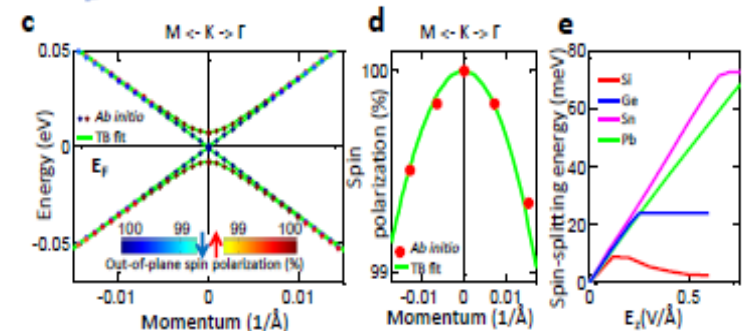 c
M <- K -> Γ
0.05
0
-0.05
Energy (eV)
Ab initio
TB fit
E_F
100 99 99 100
Out-of-plane spin polarization (%)
-0.01 0 0.01
Momentum (1/Å)
d
M <- K -> Γ
100
99
Spin
polarization (%)
Ab initio
TB fit
-0.01 0 0.01
Momentum (1/Å)
e
80
60
40
20
0
Spin-splitting energy (meV)
Si
Ge
Sn
Pb
0 0.5
E_z(V/Å)